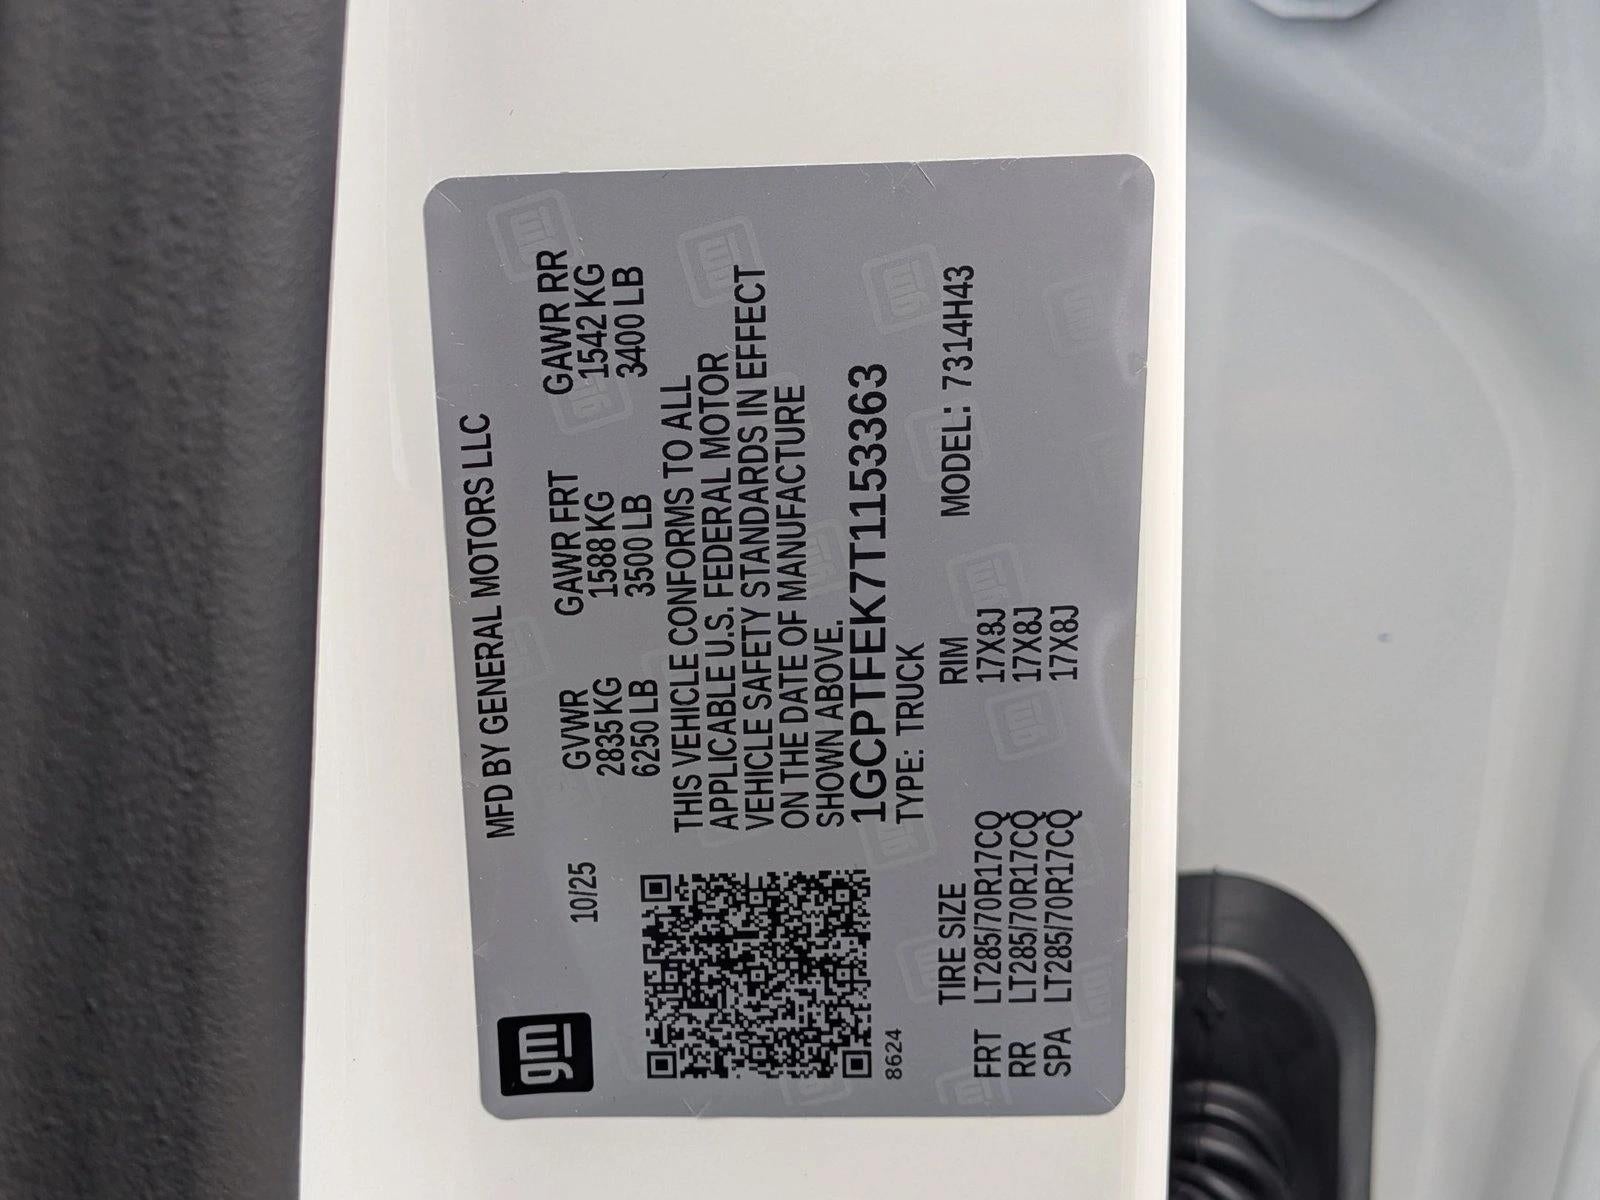 gm
MFD BY GENERAL MOTORS LLC
10/25
GVWR GAWR FRT GAWR RR
2835 KG 1588 KG 1542 KG
6250 LB 3500 LB 3400 LB
THIS VEHICLE CONFORMS TO ALL
APPLICABLE U.S. FEDERAL MOTOR
VEHICLE SAFETY STANDARDS IN EFFECT
ON THE DATE OF MANUFACTURE
SHOWN ABOVE.
1GCPTFEK7T1153363
8624
TYPE: TRUCK
TIRE SIZE RIM MODEL: 7314H43
FRT LT285/70R17CQ 17X8J
RR LT285/70R17CQ 17X8J
SPA LT285/70R17CQ 17X8J